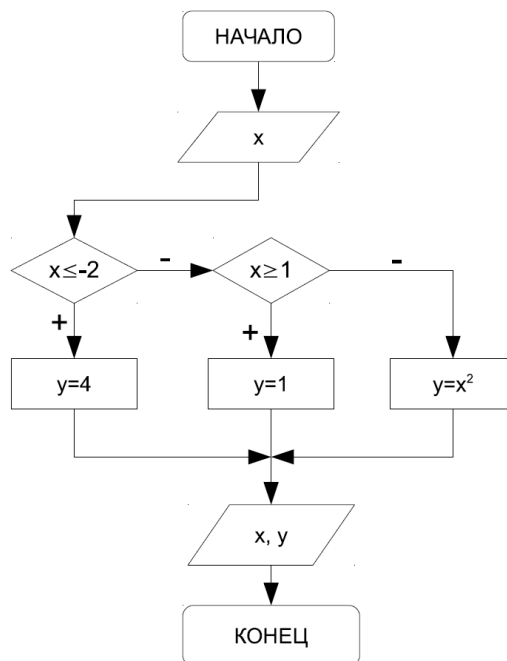 НАЧАЛО
x
x≤-2
-
x≥1
-
+
+
y=4
y=1
y=x²
x, y
КОНЕЦ